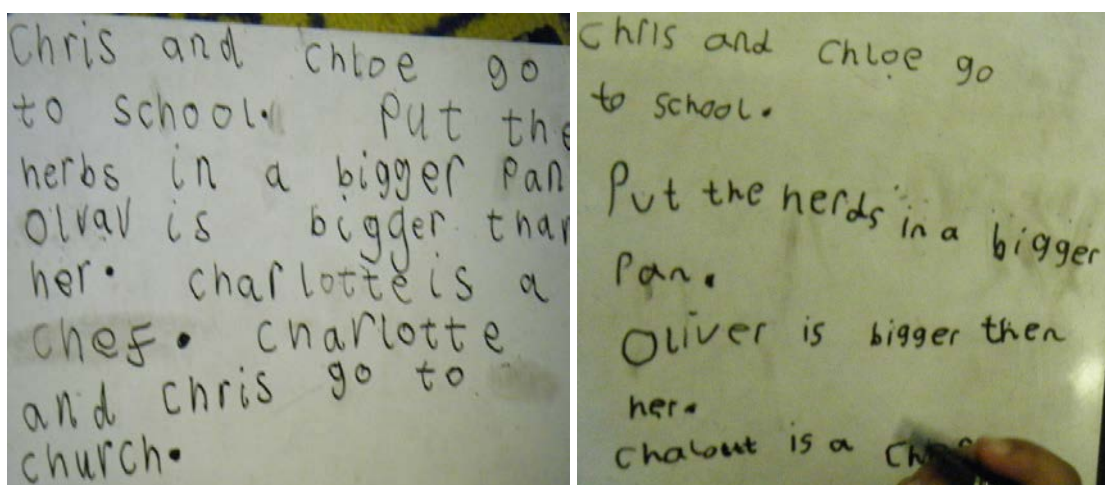 Chris and Chloe go
to school. Put the
herbs in a bigger pan
Olvav is bigger than
her. Charlotte is a
chef. Charlotte
and Chris go to
church.
Chris and Chloe go
to school.
Put the herds in a bigger
Pan.
Oliver is bigger then
her.
Chalout is a